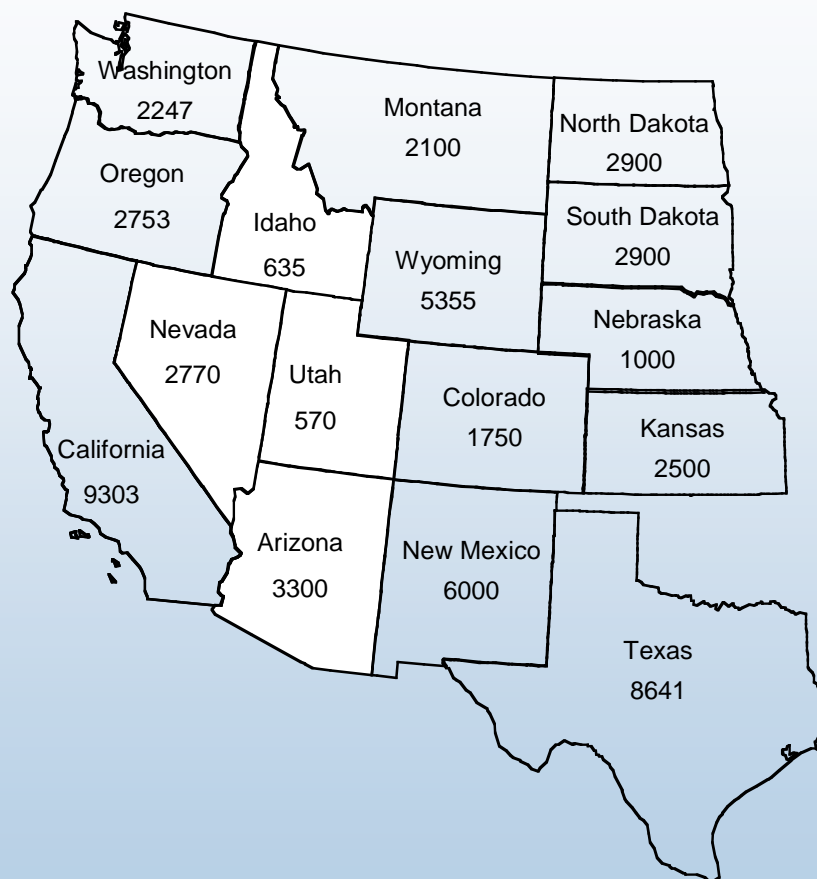 Washington
2247
Montana
2100
North Dakota
2900
Oregon
2753
Idaho
635
South Dakota
2900
Wyoming
5355
Nevada
2770
Utah
570
Nebraska
1000
Colorado
1750
Kansas
2500
California
9303
Arizona
3300
New Mexico
6000
Texas
8641